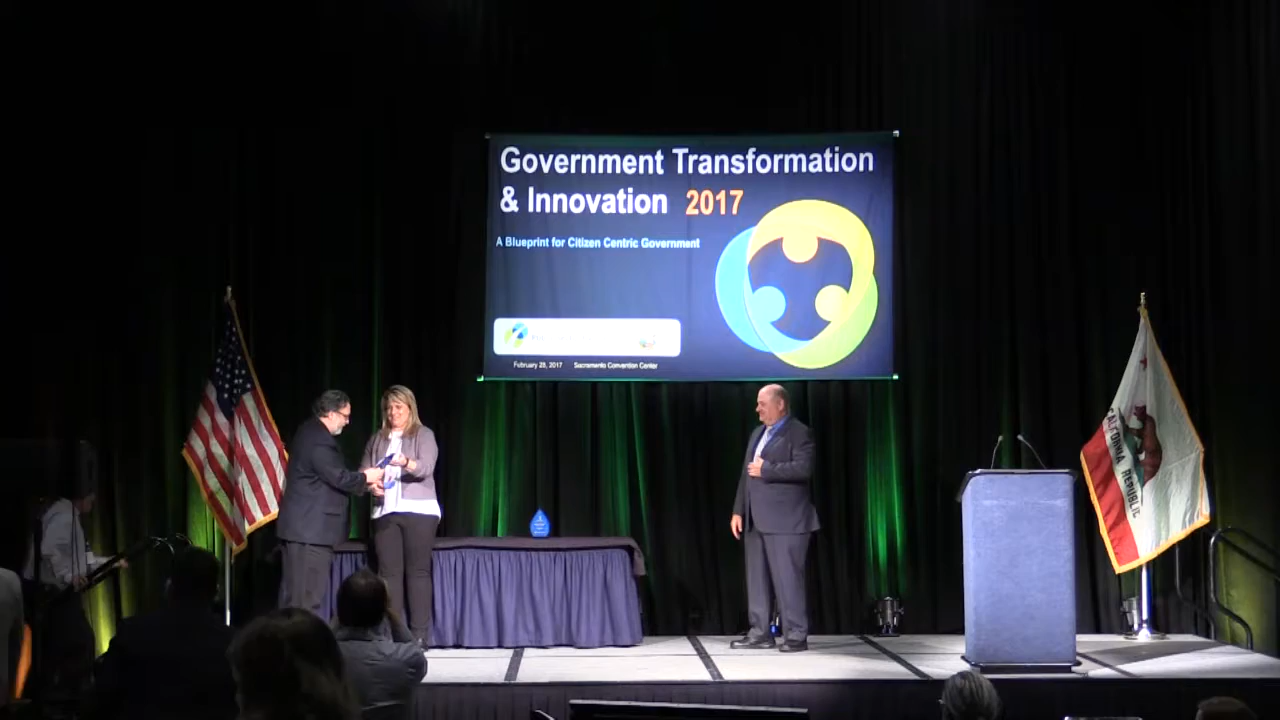 Government Transformation
& Innovation 2017
A Blueprint for Citizen Centric Government
February 28, 2017 Sacramento Convention Center
CALIFORNIA REPUBLIC